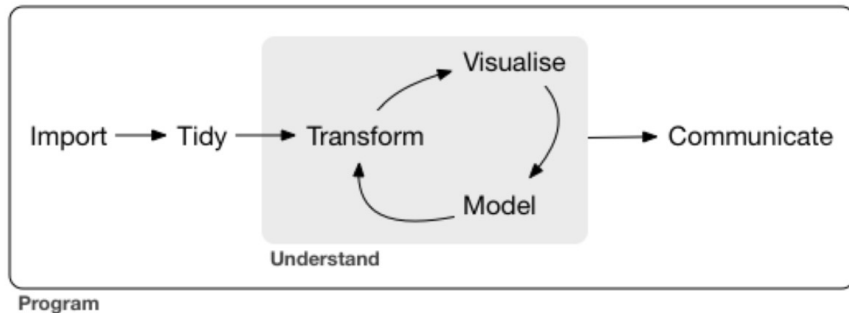 Visualise
Import Tidy Transform Communicate
Model
Understand
Program